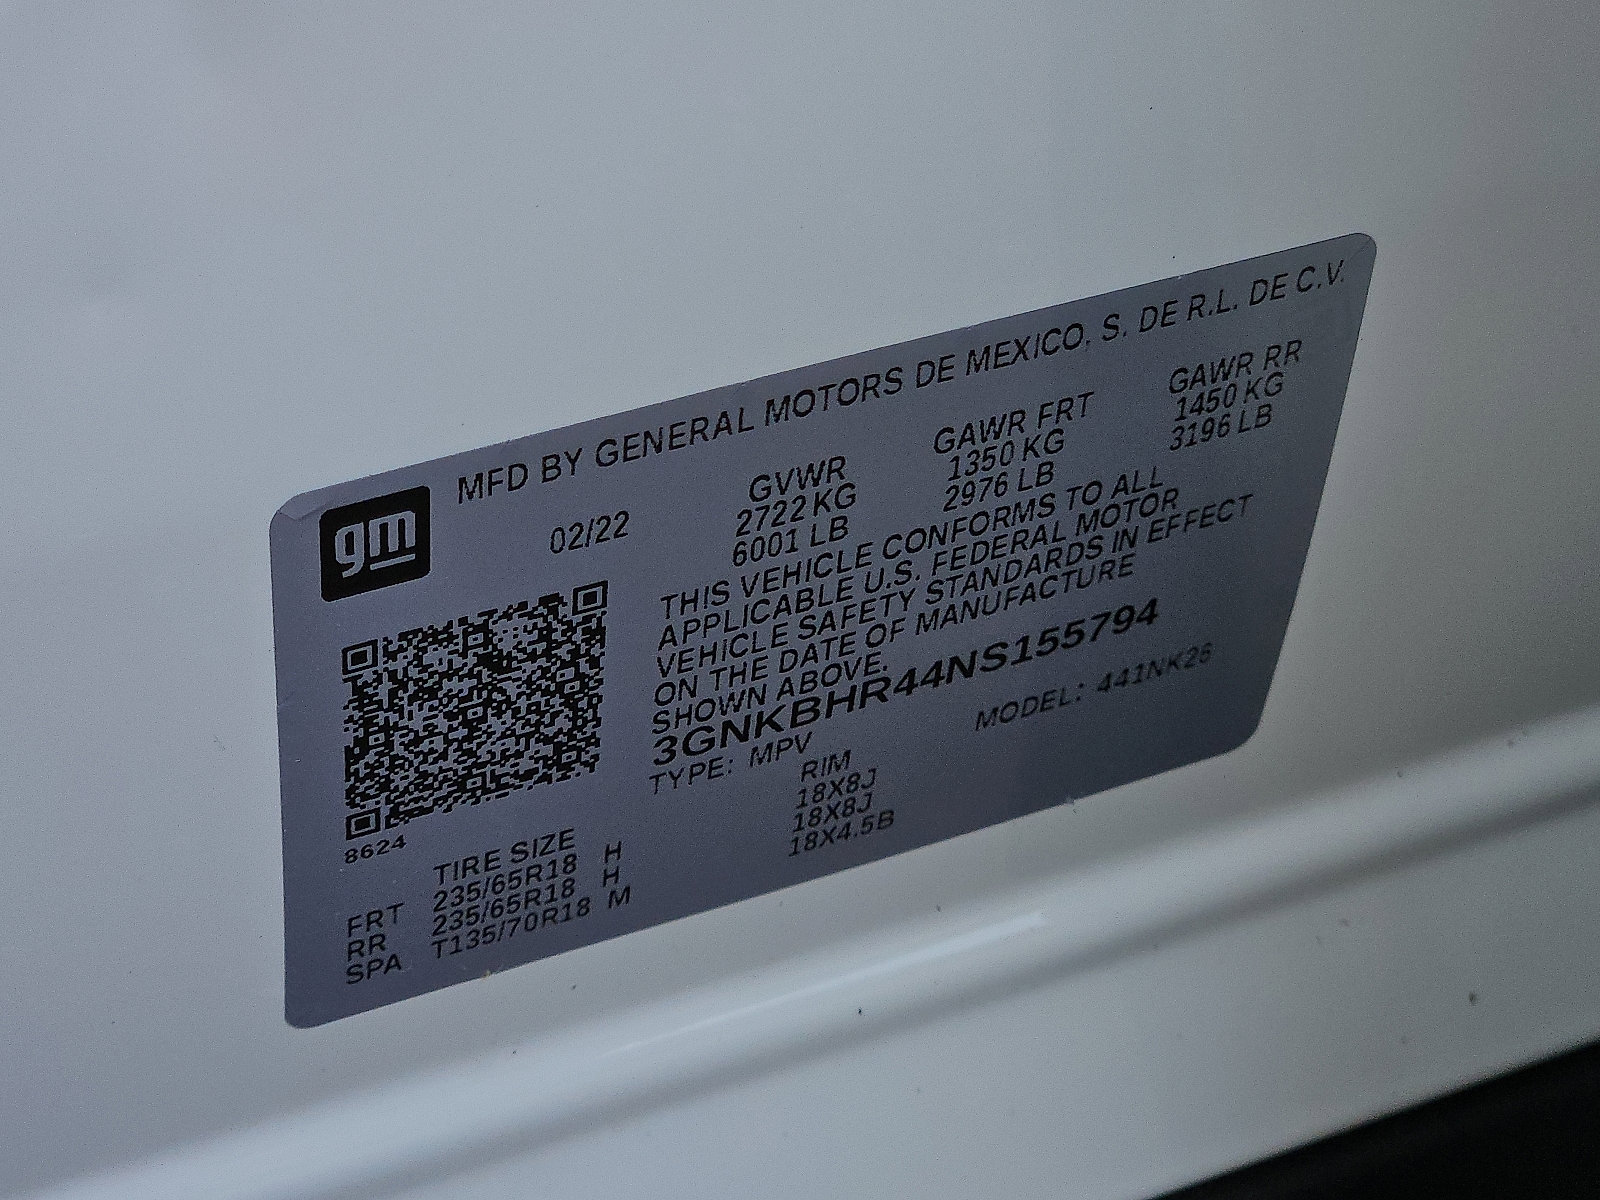 MFD BY GENERAL MOTORS DE MEXICO, S. DE R.L. DE C.V.
gm
02/22
GVWR GAWR FRT GAWR RR
2722 KG 1350 KG 1450 KG
6001 LB 2976 LB 3196 LB
THIS VEHICLE CONFORMS TO ALL
APPLICABLE U.S. FEDERAL MOTOR
VEHICLE SAFETY STANDARDS IN EFFECT
ON THE DATE OF MANUFACTURE
SHOWN ABOVE.
3GNKBHR44NS155794
TYPE: MPV MODEL: 441NK26
8624
TIRE SIZE RIM
FRT 235/65R18 H 18X8J
RR 235/65R18 H 18X8J
SPA T135/70R18 M 18X4.5B